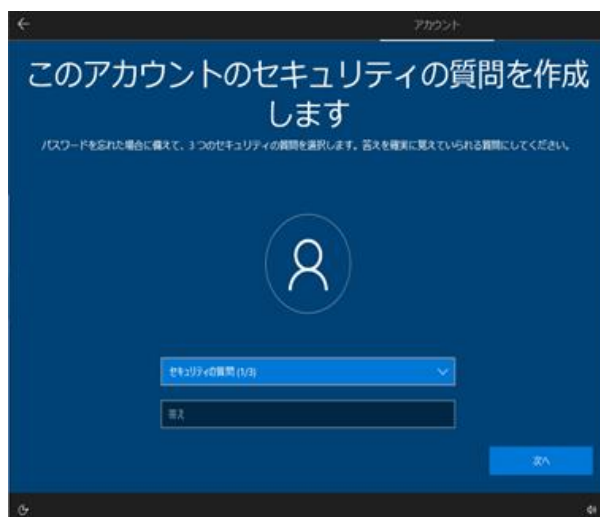 アカウント
このアカウントのセキュリティの質問を作成
します
パスワードを忘れた場合に備えて、3 つのセキュリティの質問を選択します。答えを確実に覚えていられる質問にしてください。
セキュリティの質問 (1/3)
答え
次へ